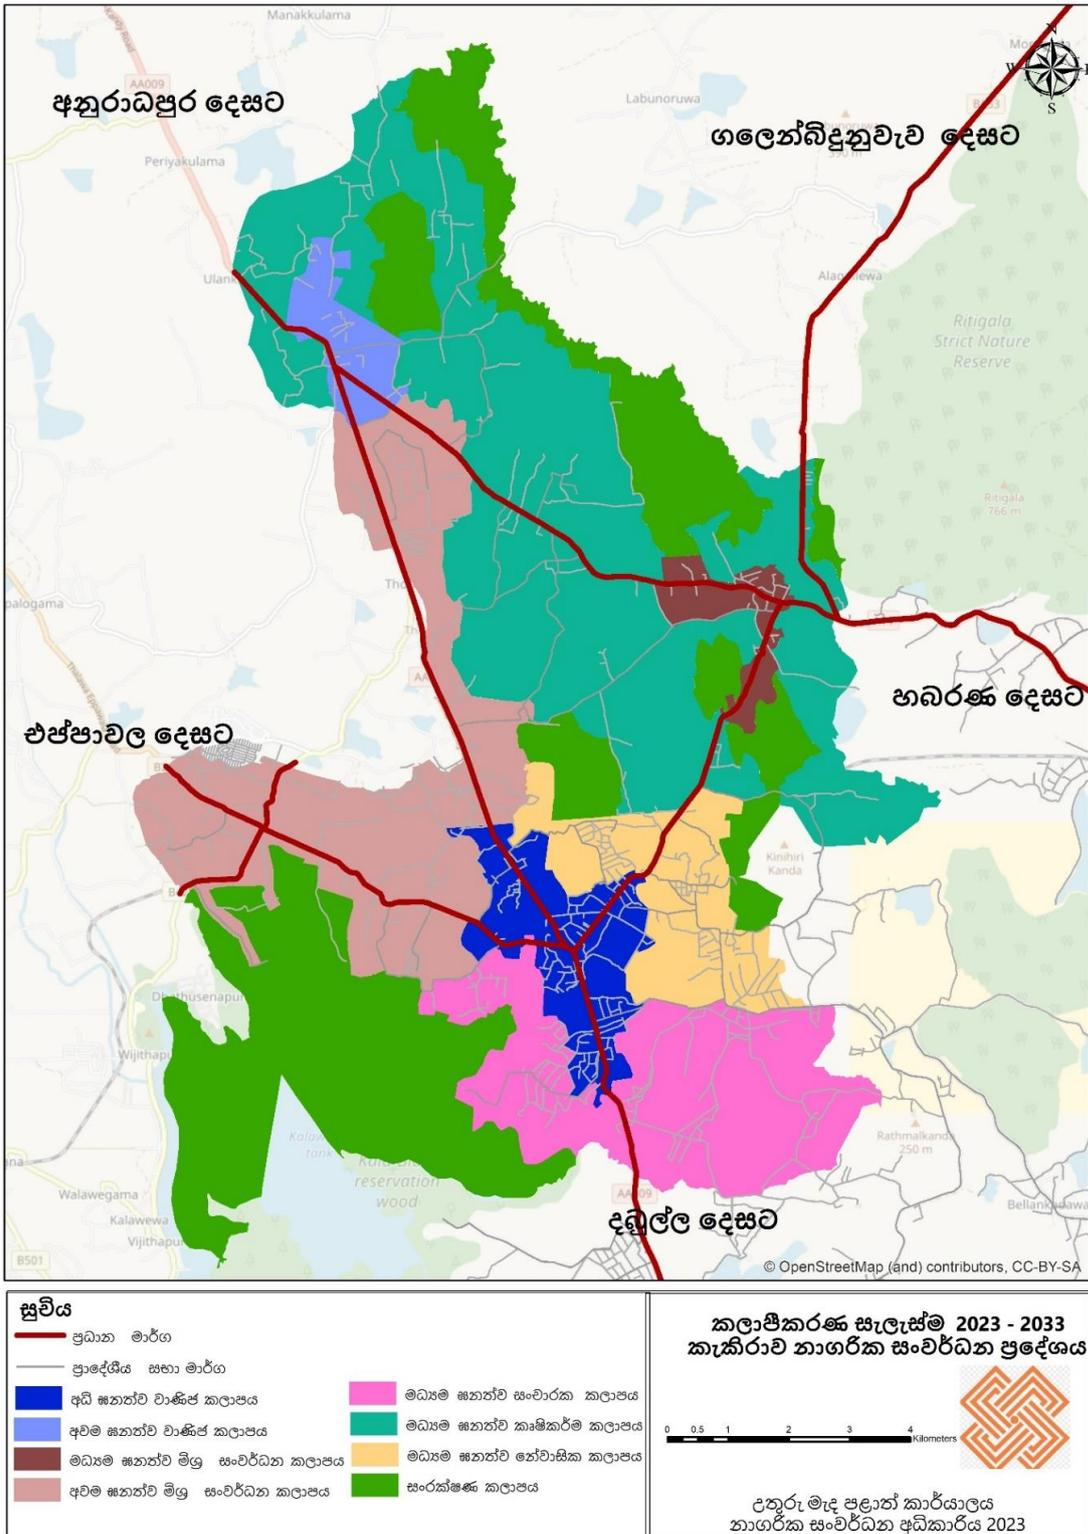 Manakkulama
Kandy Road
N
W
S
AA009
අනුරාධපුර දෙසට
Labunoruwa
ගලෙන්බිදුනුවැව දෙසට
Periyakulama
Ritigala
Strict Nature
Reserve
Ritigala
766 m
හබරණ දෙසට
එප්පාවල දෙසට
Kinihiri
Kanda
reservation
wood
Rathmalkanda
250 m
Walawegama
Kalawewa
දඹුල්ල දෙසට
B501
© OpenStreetMap (and) contributors, CC-BY-SA
සූචිය
ප්‍රධාන මාර්ග
ප්‍රාදේශීය සභා මාර්ග
අධි ඝනත්ව වාණිජ කලාපය
අවම ඝනත්ව වාණිජ කලාපය
මධ්‍යම ඝනත්ව මිශ්‍ර සංවර්ධන කලාපය
අවම ඝනත්ව මිශ්‍ර සංවර්ධන කලාපය
මධ්‍යම ඝනත්ව සංචාරක කලාපය
මධ්‍යම ඝනත්ව කෘෂිකර්ම කලාපය
මධ්‍යම ඝනත්ව නේවාසික කලාපය
සංරක්ෂණ කලාපය
කලාපීකරණ සැලැස්ම 2023 - 2033
කැකිරාව නාගරික සංවර්ධන ප්‍රදේශය
0 0.5 1 2 3 4
Kilometers
උතුරු මැද පළාත් කාර්යාලය
නාගරික සංවර්ධන අධිකාරිය 2023